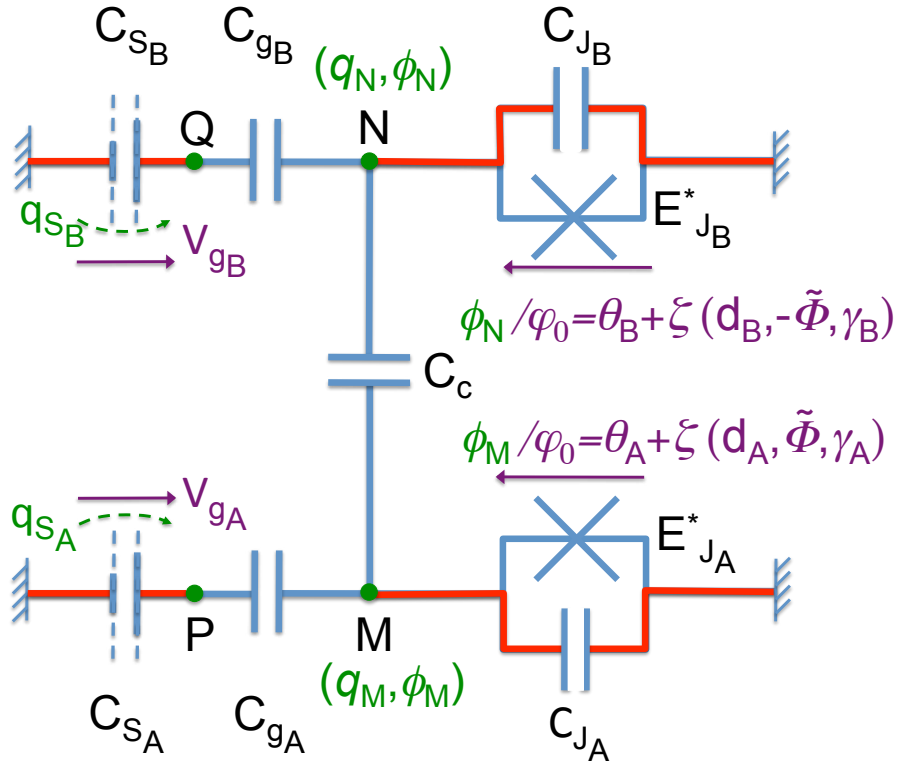 C_{S_B} C_{g_B} C_{J_B}
(q_N,ϕ_N)
Q N
E*_{J_B}
q_{S_B} V_{g_B}
ϕ_N/φ_0=θ_B+ζ(d_B,-Φ̃,γ_B)
C_c
ϕ_M/φ_0=θ_A+ζ(d_A,Φ̃,γ_A)
V_{g_A}
q_{S_A} E*_{J_A}
P M
(q_M,ϕ_M)
C_{S_A} C_{g_A} C_{J_A}